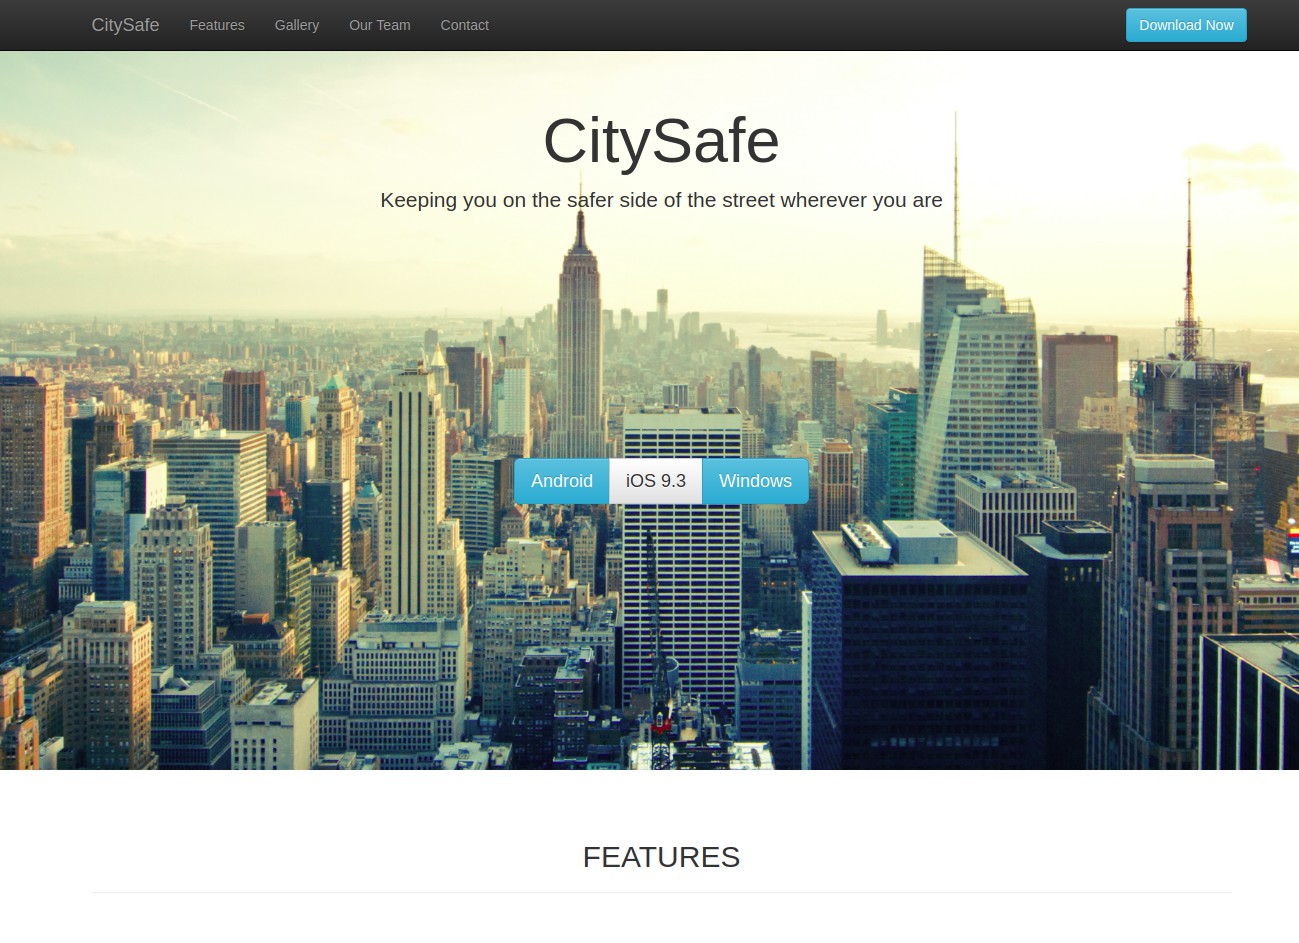 CitySafe Features Gallery Our Team Contact Download Now
CitySafe
Keeping you on the safer side of the street wherever you are
Android iOS 9.3 Windows
FEATURES